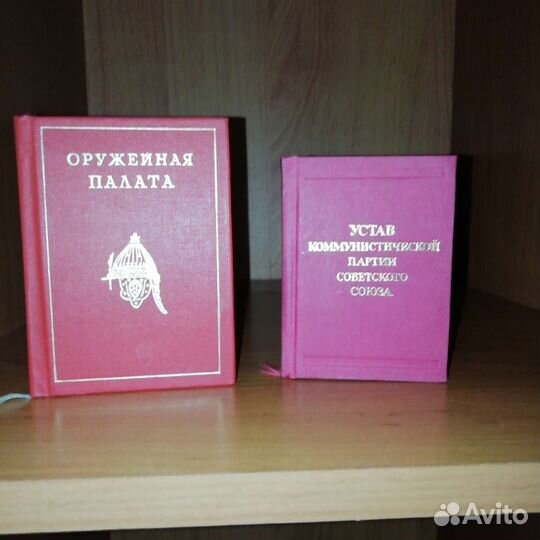 ОРУЖЕЙНАЯ
ПАЛАТА
УСТАВ
КОММУНИСТИЧЕСКОЙ
ПАРТИИ
СОВЕТСКОГО
СОЮЗА
Avito